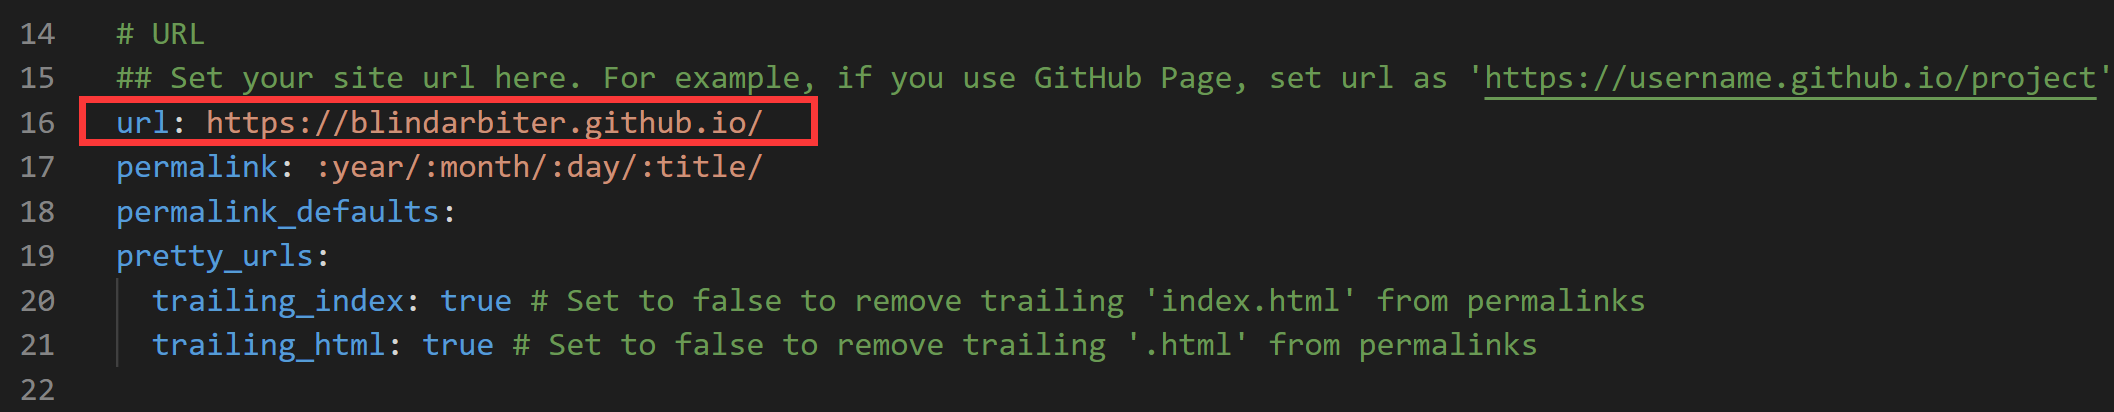 14 # URL
15 ## Set your site url here. For example, if you use GitHub Page, set url as 'https://username.github.io/project'
16 url: https://blindarbiter.github.io/
17 permalink: :year/:month/:day/:title/
18 permalink_defaults:
19 pretty_urls:
20 trailing_index: true # Set to false to remove trailing 'index.html' from permalinks
21 trailing_html: true # Set to false to remove trailing '.html' from permalinks
22